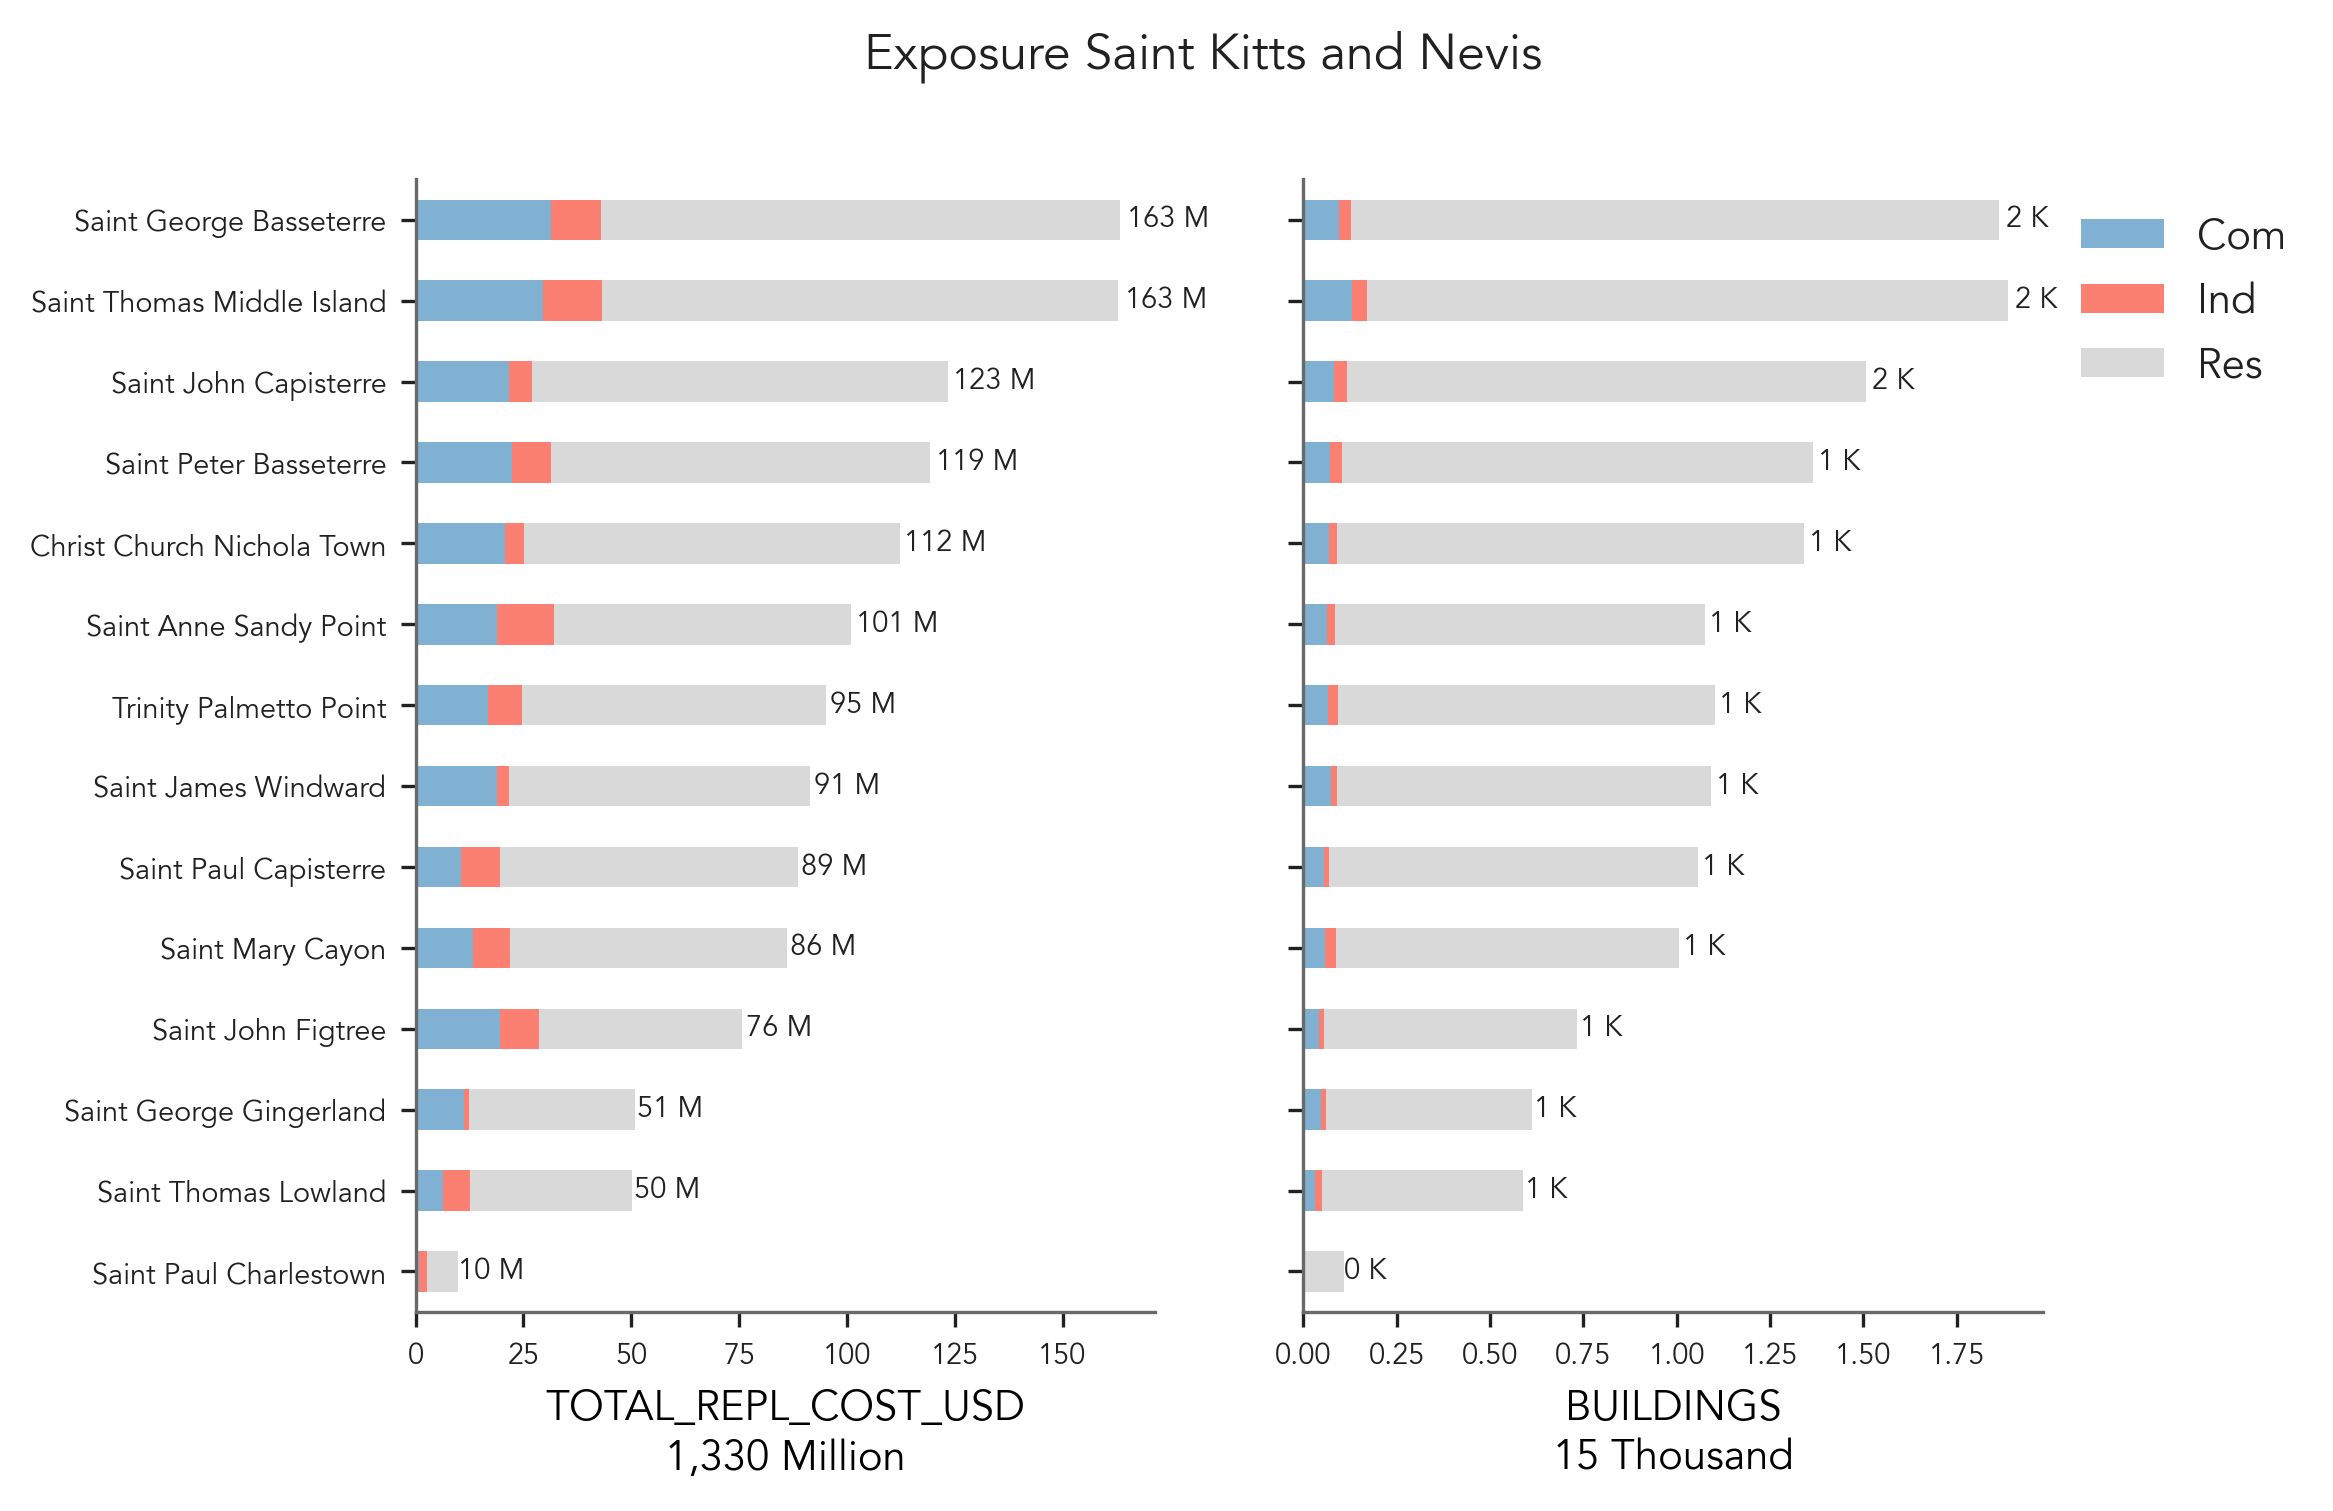 Exposure Saint Kitts and Nevis
Saint George Basseterre
Saint Thomas Middle Island
Saint John Capisterre
Saint Peter Basseterre
Christ Church Nichola Town
Saint Anne Sandy Point
Trinity Palmetto Point
Saint James Windward
Saint Paul Capisterre
Saint Mary Cayon
Saint John Figtree
Saint George Gingerland
Saint Thomas Lowland
Saint Paul Charlestown
163 M
163 M
123 M
119 M
112 M
101 M
95 M
91 M
89 M
86 M
76 M
51 M
50 M
10 M
0 25 50 75 100 125 150
TOTAL_REPL_COST_USD
1,330 Million
2 K
2 K
2 K
1 K
1 K
1 K
1 K
1 K
1 K
1 K
1 K
1 K
1 K
0 K
0.00 0.25 0.50 0.75 1.00 1.25 1.50 1.75
BUILDINGS
15 Thousand
Com
Ind
Res